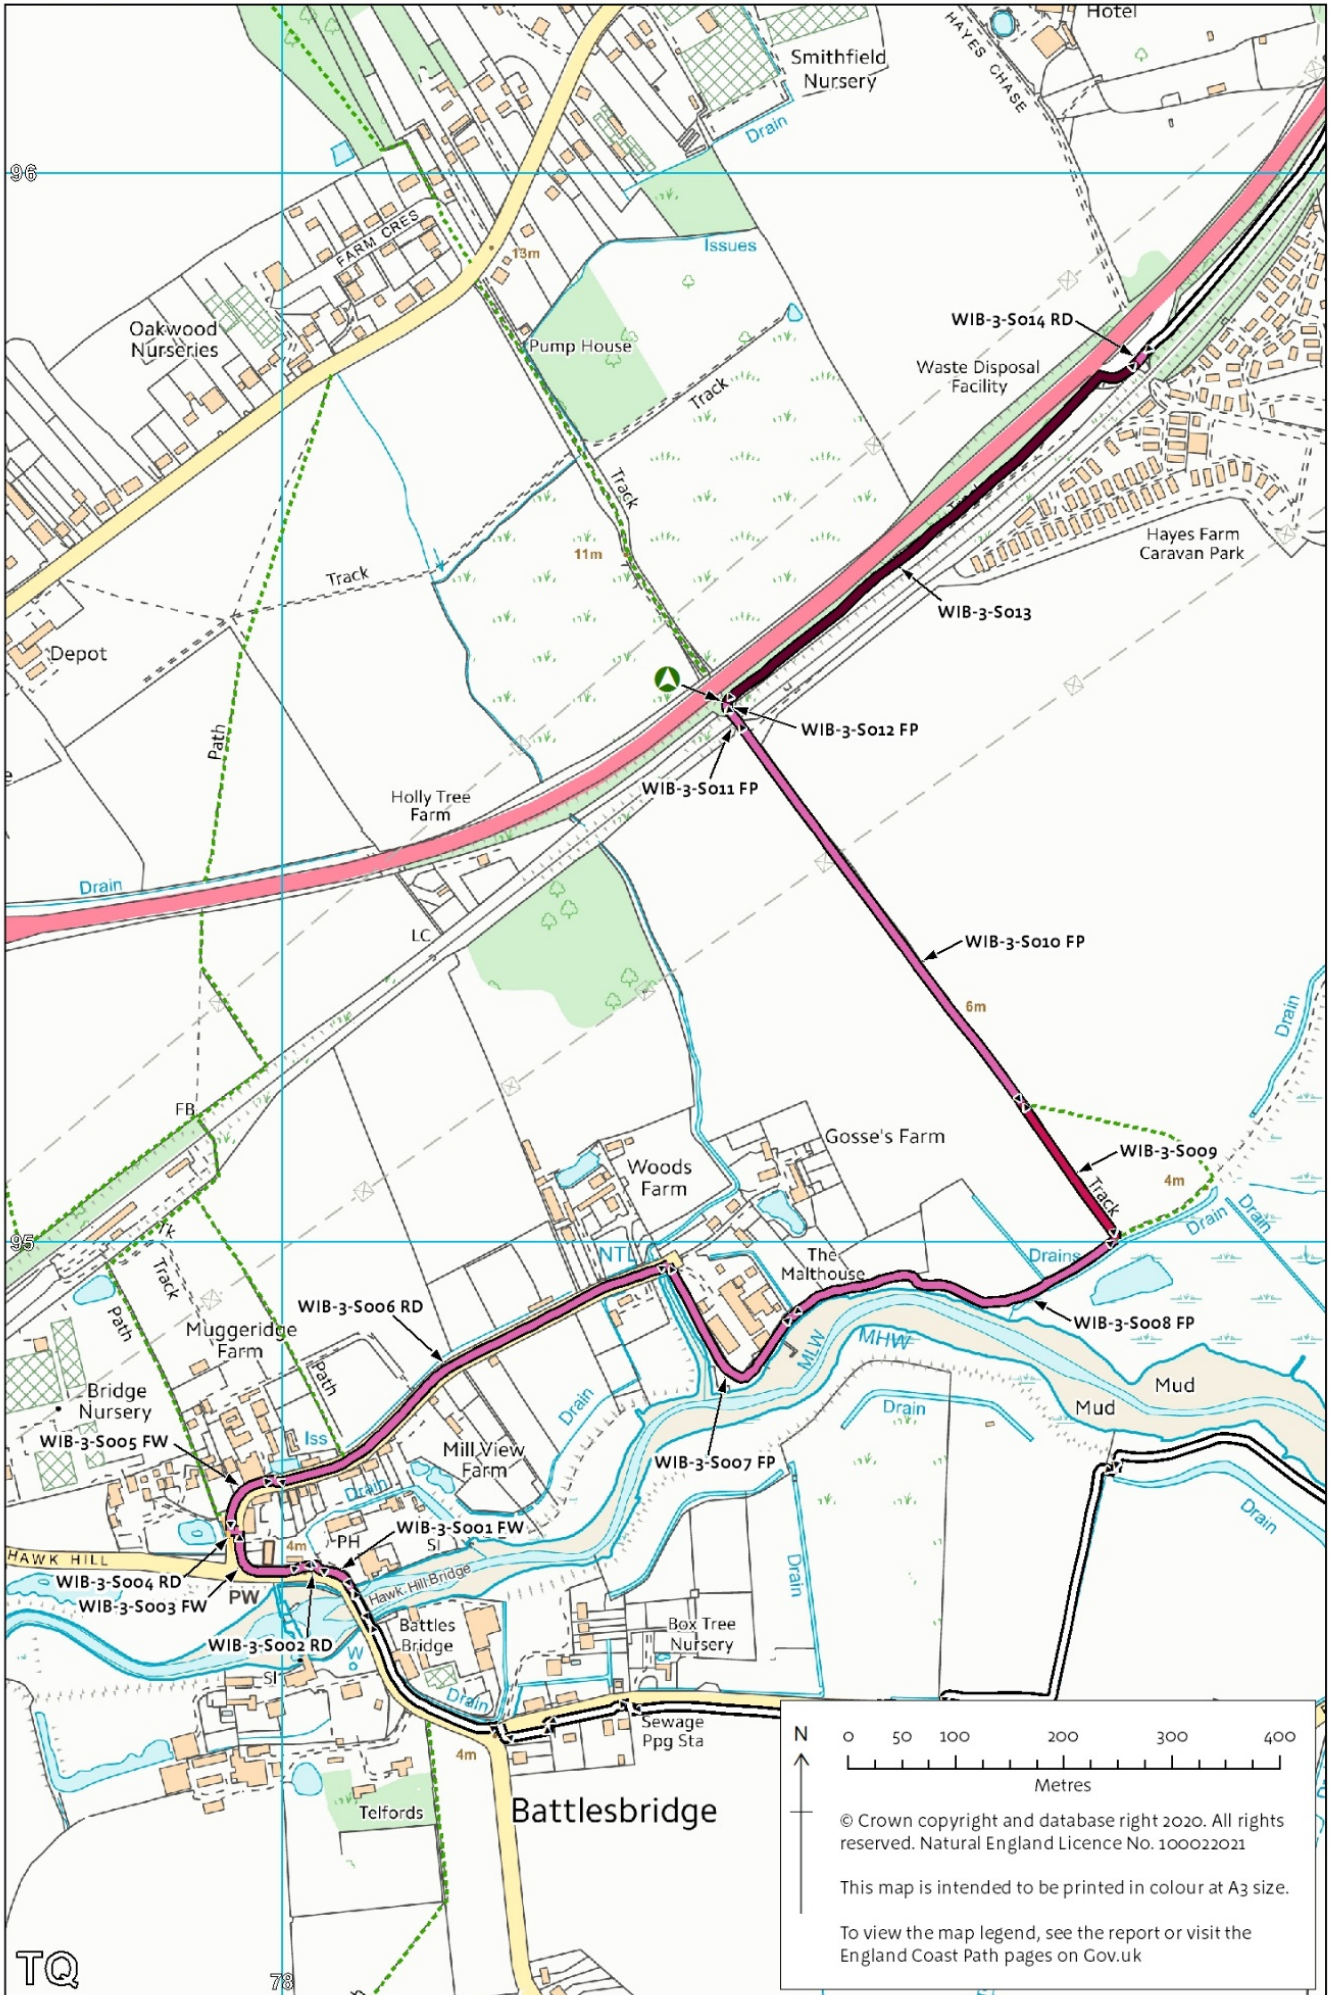 Hotel
HAYES CHASE
Smithfield
Nursery
Drain
96
FARM CRES
13m
Issues
Oakwood
Nurseries
Pump House
WIB-3-S014 RD
Waste Disposal
Facility
Track
Track
11m
Hayes Farm
Caravan Park
Track
WIB-3-S013
Depot
Path
WIB-3-S012 FP
WIB-3-S011 FP
Holly Tree
Farm
Drain
LC
WIB-3-S010 FP
6m
Drain
FB
Gosse's Farm
WIB-3-S009
Woods
Farm
4m
Track
Drain
Drain
Tk
95
NTL
The
Malthouse
Drains
Track
Path
WIB-3-S006 RD
WIB-3-S008 FP
Muggeridge
Farm
MLW
MHW
Path
Mud
Bridge
Nursery
Drain
Drain
Mud
Iss
WIB-3-S005 FW
Mill View
Farm
WIB-3-S007 FP
Drain
WIB-3-S001 FW
Drain
PH
Sl
4m
HAWK HILL
Drain
WIB-3-S004 RD
Hawk Hill Bridge
PW
WIB-3-S003 FW
Battles
Bridge
Box Tree
Nursery
WIB-3-S002 RD
W
Sl
Drain
Sewage
Ppg Sta
4m
Telfords
Battlesbridge
N
0 50 100 200 300 400
Metres
© Crown copyright and database right 2020. All rights
reserved. Natural England Licence No. 100022021
This map is intended to be printed in colour at A3 size.
To view the map legend, see the report or visit the
England Coast Path pages on Gov.uk
TQ
78